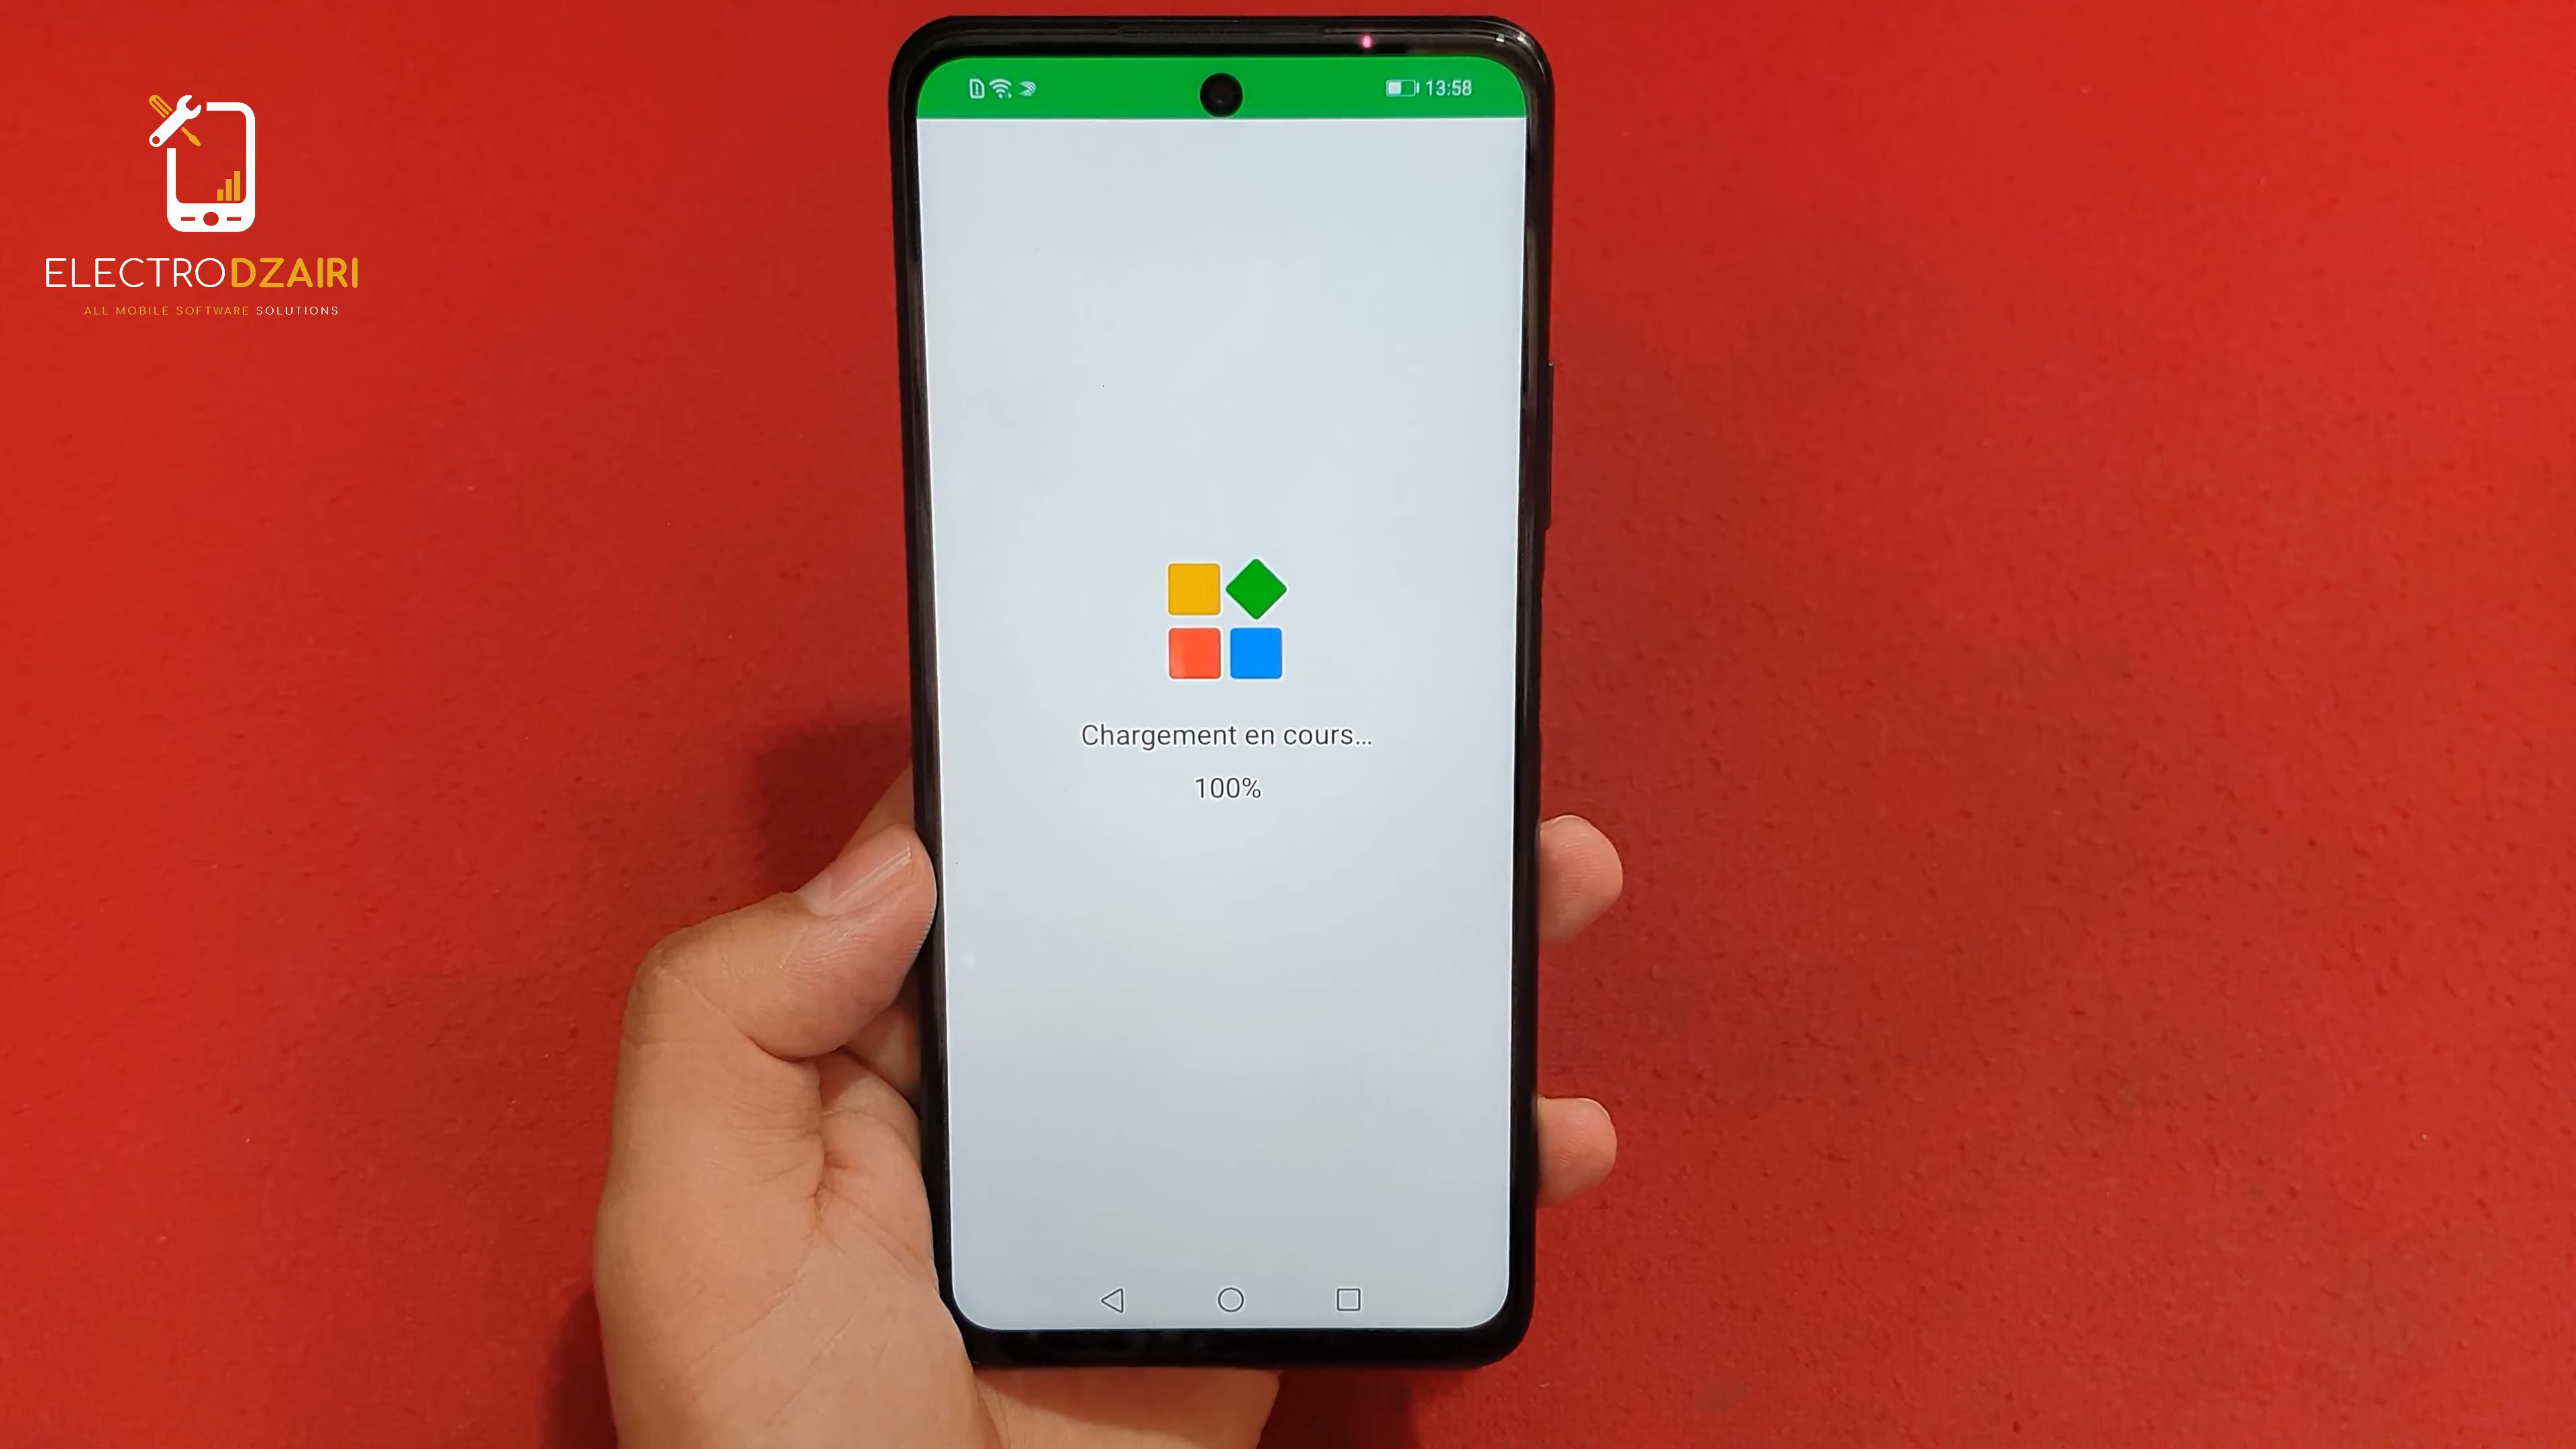 ELECTRODZAIRI
ALL MOBILE SOFTWARE SOLUTIONS
13:58
Chargement en cours...
100%